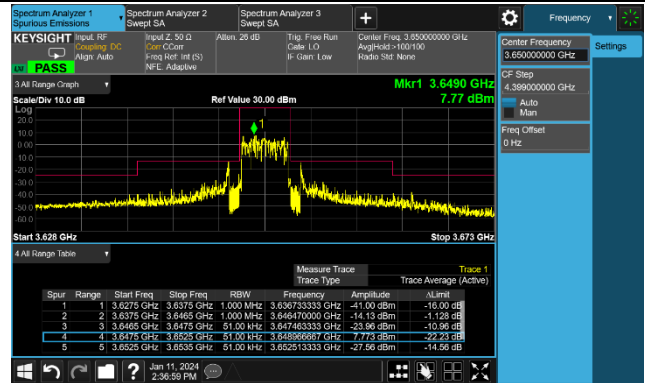 Spectrum Analyzer 1
Spurious Emissions
Spectrum Analyzer 2
Swept SA
Spectrum Analyzer 3
Swept SA
Frequency
KEYSIGHT
Input: RF
Coupling: DC
Align: Auto
Input Z: 50 Ω
Corr CCorr
Freq Ref: Int (S)
NFE: Adaptive
Atten: 26 dB
Trig: Free Run
Gate: LO
IF Gain: Low
Center Freq: 3.650000000 GHz
Avg|Hold >100/100
Radio Std: None
PASS
Center Frequency
3.650000000 GHz
Settings
CF Step
4.399000000 GHz
Auto
Man
Freq Offset
0 Hz
3 All Range Graph
Mkr1 3.6490 GHz
7.77 dBm
Scale/Div 10.0 dB
Ref Value 30.00 dBm
Log
20.0
10.0
0.00
-10.0
-20.0
-30.0
-40.0
-50.0
-60.0
1
Start 3.628 GHz
Stop 3.673 GHz
4 All Range Table
Measure Trace Trace 1
Trace Type Trace Average (Active)
Spur Range Start Freq Stop Freq RBW Frequency Amplitude ΔLimit
1 1 3.6275 GHz 3.6375 GHz 1.000 MHz 3.636733333 GHz -41.00 dBm -16.00 dB
2 2 3.6375 GHz 3.6465 GHz 1.000 MHz 3.646470000 GHz -14.13 dBm -1.128 dB
3 3 3.6465 GHz 3.6475 GHz 51.00 kHz 3.647463333 GHz -23.96 dBm -10.96 dB
4 4 3.6475 GHz 3.6525 GHz 51.00 kHz 3.648966667 GHz 7.773 dBm -22.23 dB
5 5 3.6525 GHz 3.6535 GHz 51.00 kHz 3.652513333 GHz -27.56 dBm -14.56 dB
Jan 11, 2024
2:36:59 PM